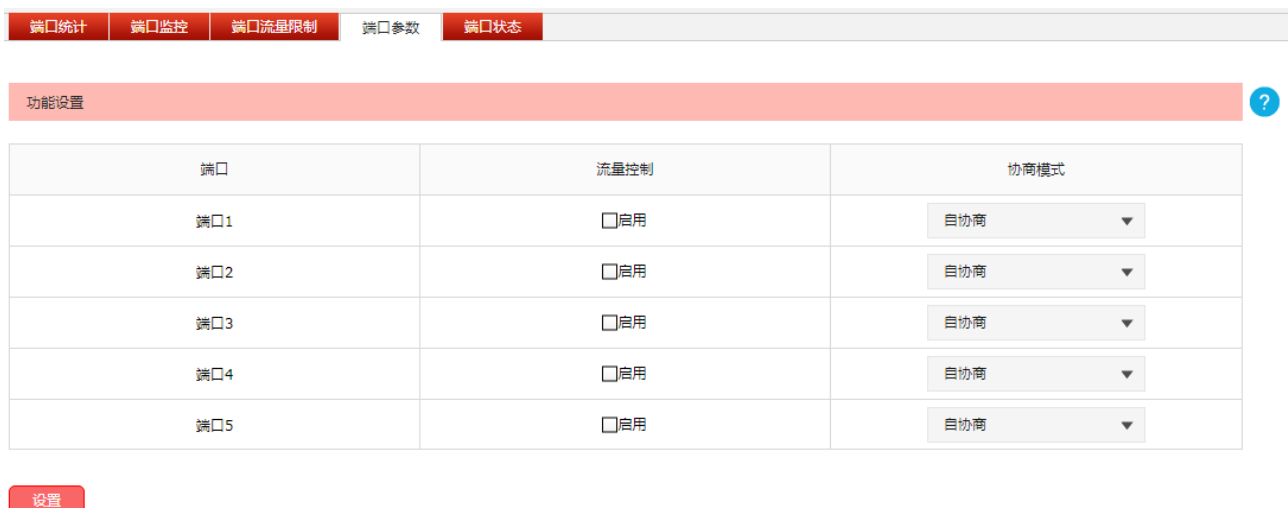 端口统计 端口监控 端口流量限制 端口参数 端口状态
功能设置 ?
端口 流量控制 协商模式
端口1 启用 自协商
端口2 启用 自协商
端口3 启用 自协商
端口4 启用 自协商
端口5 启用 自协商
设置